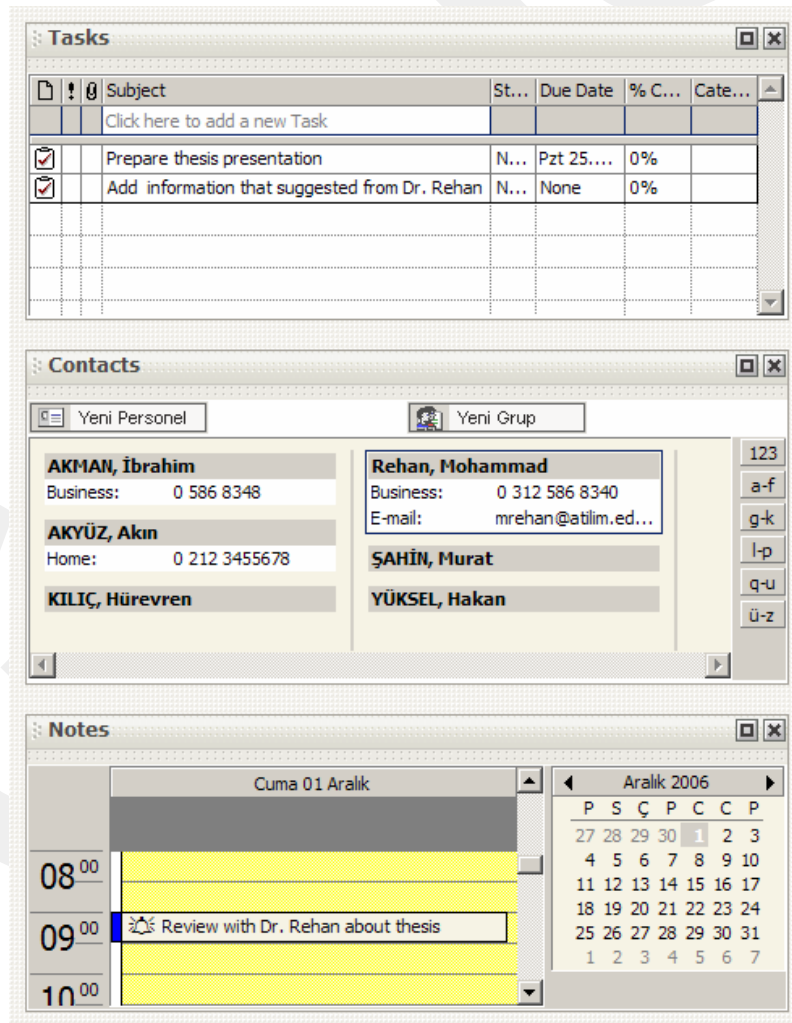 Tasks
Subject St... Due Date % C... Cate...
Click here to add a new Task
Prepare thesis presentation N... Pzt 25.... 0%
Add information that suggested from Dr. Rehan N... None 0%
Contacts
Yeni Personel Yeni Grup
AKMAN, İbrahim
Business: 0 586 8348
AKYÜZ, Akın
Home: 0 212 3455678
KILIÇ, Hürevren
Rehan, Mohammad
Business: 0 312 586 8340
E-mail: mrehan@atilim.ed...
ŞAHİN, Murat
YÜKSEL, Hakan
123
a-f
g-k
l-p
q-u
ü-z
Notes
Cuma 01 Aralık
08 00
09 00 Review with Dr. Rehan about thesis
10 00
Aralık 2006
P S Ç P C C P
27 28 29 30 1 2 3
4 5 6 7 8 9 10
11 12 13 14 15 16 17
18 19 20 21 22 23 24
25 26 27 28 29 30 31
1 2 3 4 5 6 7